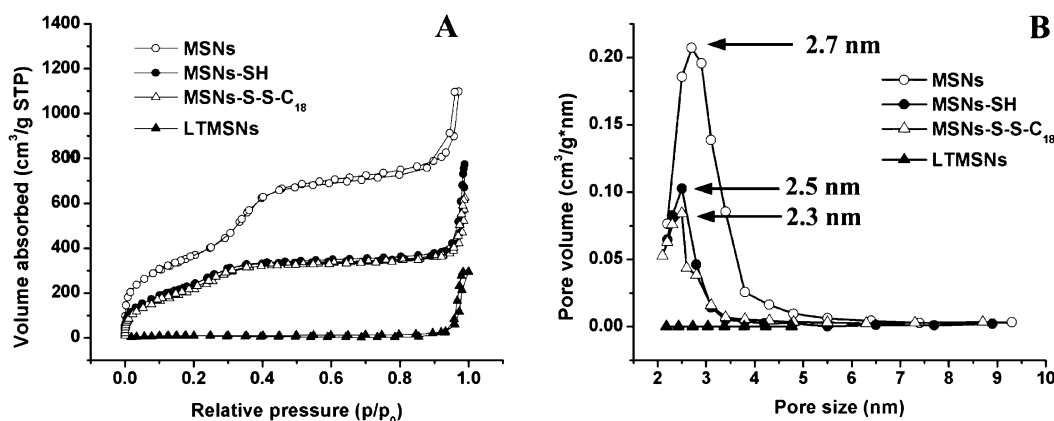 A
Volume absorbed (cm³/g STP)
1400
1200
1000
800
600
400
200
0
MSNs
MSNs-SH
MSNs-S-S-C₁₈
LTMSNs
0.0 0.2 0.4 0.6 0.8 1.0
Relative pressure (p/p₀)
B
Pore volume (cm³/g*nm)
0.20
0.15
0.10
0.05
0.00
2.7 nm
2.5 nm
2.3 nm
MSNs
MSNs-SH
MSNs-S-S-C₁₈
LTMSNs
2 3 4 5 6 7 8 9 10
Pore size (nm)